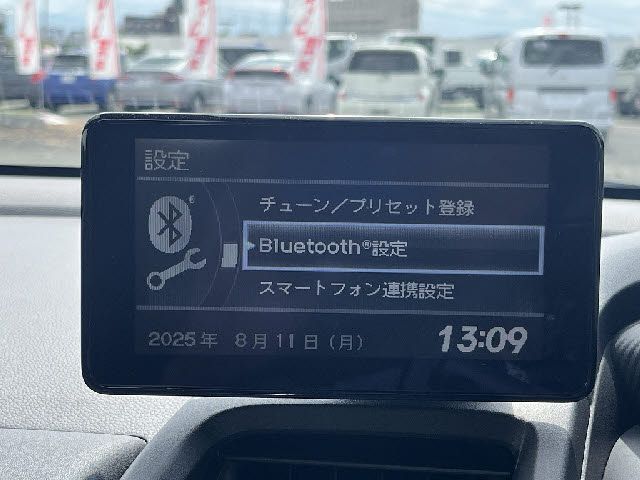 設定
チューン／プリセット登録
Bluetooth®設定
スマートフォン連携設定
2025年 8月11日（月）
13:09